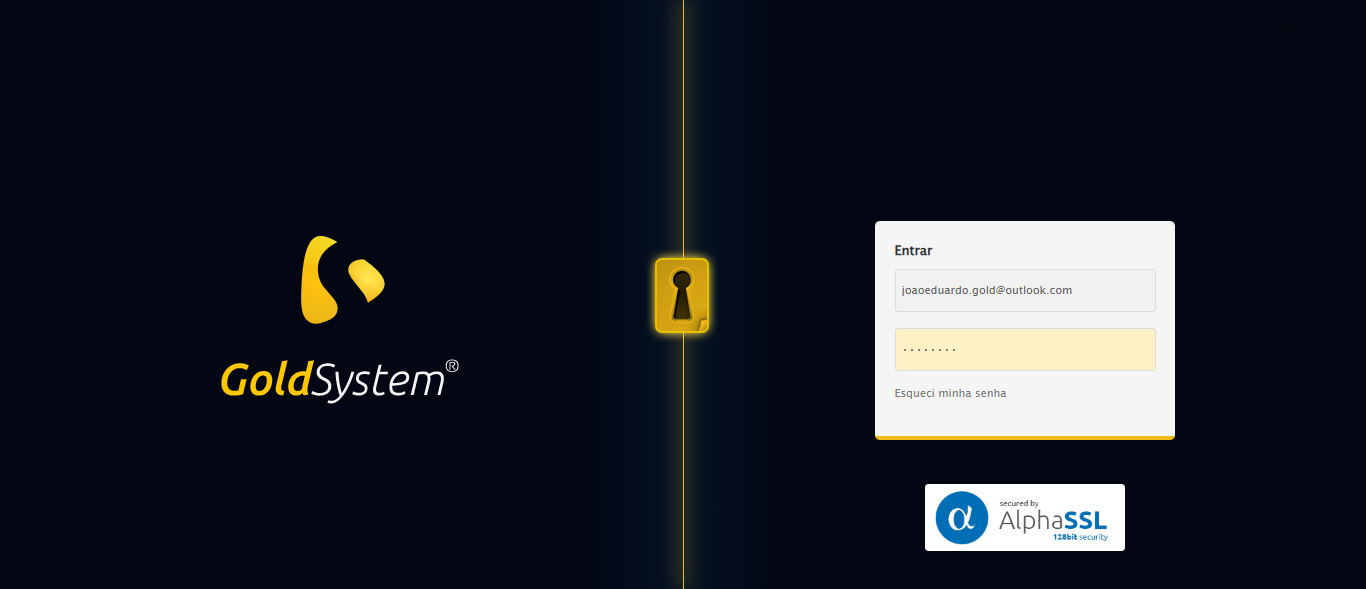 GoldSystem®
Entrar
joaoeduardo.gold@outlook.com
........
Esqueci minha senha
secured by
AlphaSSL
128bit security